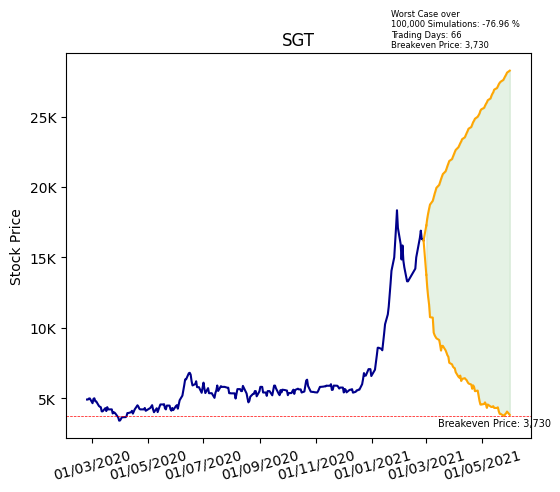 Worst Case over
100,000 Simulations: -76.96 %
Trading Days: 66
Breakeven Price: 3,730
SGT
Stock Price
25K
20K
15K
10K
5K
Breakeven Price: 3,730
01/03/2020
01/05/2020
01/07/2020
01/09/2020
01/11/2020
01/01/2021
01/03/2021
01/05/2021